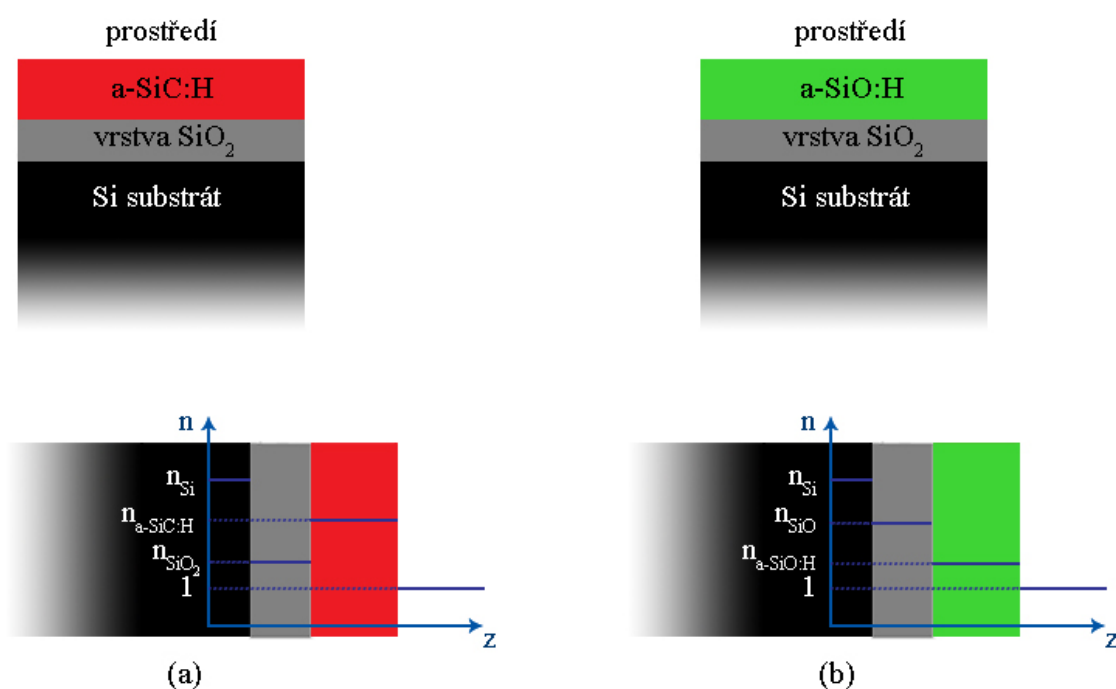 prostředí
a-SiC:H
vrstva SiO2
Si substrát
prostředí
a-SiO:H
vrstva SiO2
Si substrát
n
nSi
na-SiC:H
nSiO2
1
z
(a)
n
nSi
nSiO
na-SiO:H
1
z
(b)